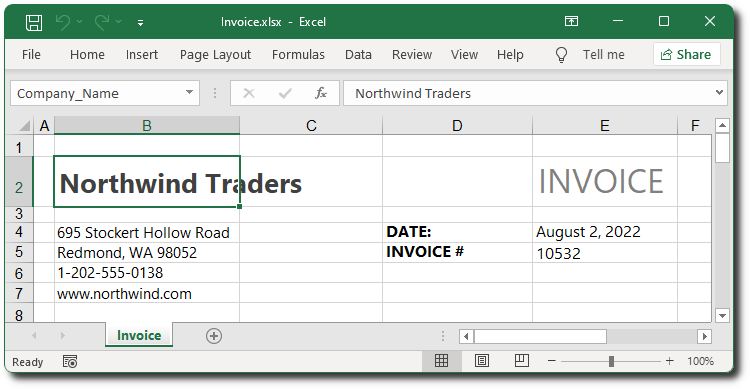 Invoice.xlsx - Excel
File Home Insert Page Layout Formulas Data Review View Help Tell me Share
Company_Name fx Northwind Traders
A B C D E F
1
2 Northwind Traders INVOICE
3
4 695 Stockert Hollow Road DATE: August 2, 2022
5 Redmond, WA 98052 INVOICE # 10532
6 1-202-555-0138
7 www.northwind.com
8
Invoice
Ready 100%